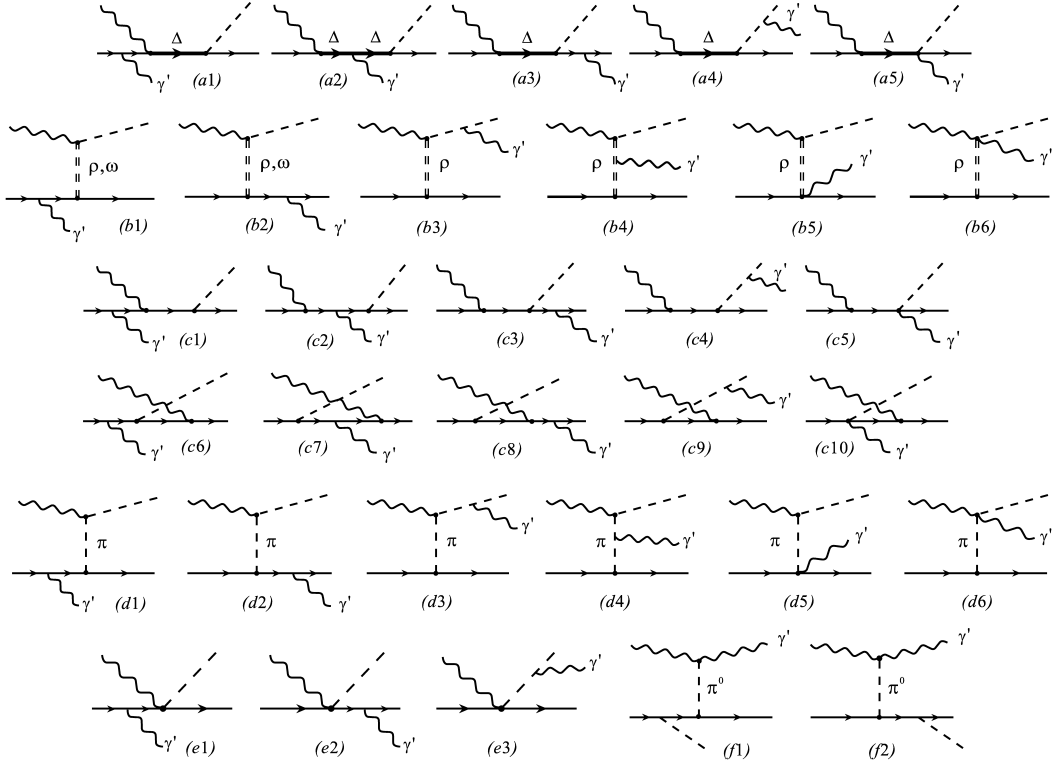 Δ Δ Δ Δ Δ Δ γ'
γ' (a1) γ' (a2) (a3) γ' (a4) (a5) γ'
ρ,ω ρ,ω ρ γ' ρ γ' ρ γ' ρ γ'
γ' (b1) (b2) γ' (b3) (b4) (b5) (b6)
γ'
γ' (c1) (c2) γ' (c3) γ' (c4) (c5) γ'
γ'
γ' (c6) (c7) γ' (c8) γ' (c9) (c10) γ'
π π π γ' π γ' π γ' π γ'
γ' (d1) (d2) γ' (d3) (d4) (d5) (d6)
γ' γ' γ'
π⁰ π⁰
γ' (e1) (e2) γ' (e3) (f1) (f2)